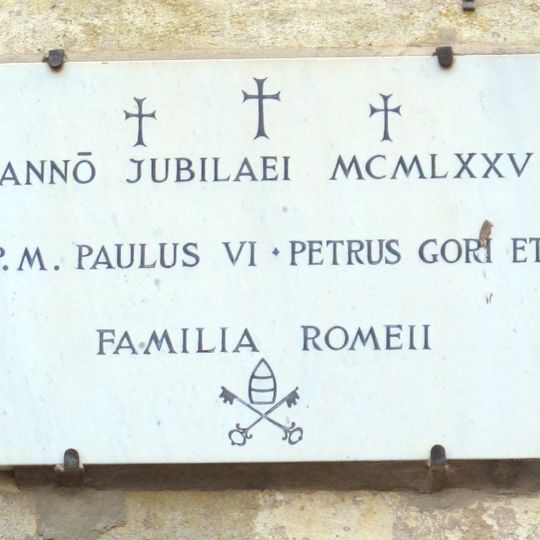 ANNŌ JUBILAEI MCMLXXV
P.M. PAULUS VI · PETRUS GORI ET
FAMILIA ROMEII